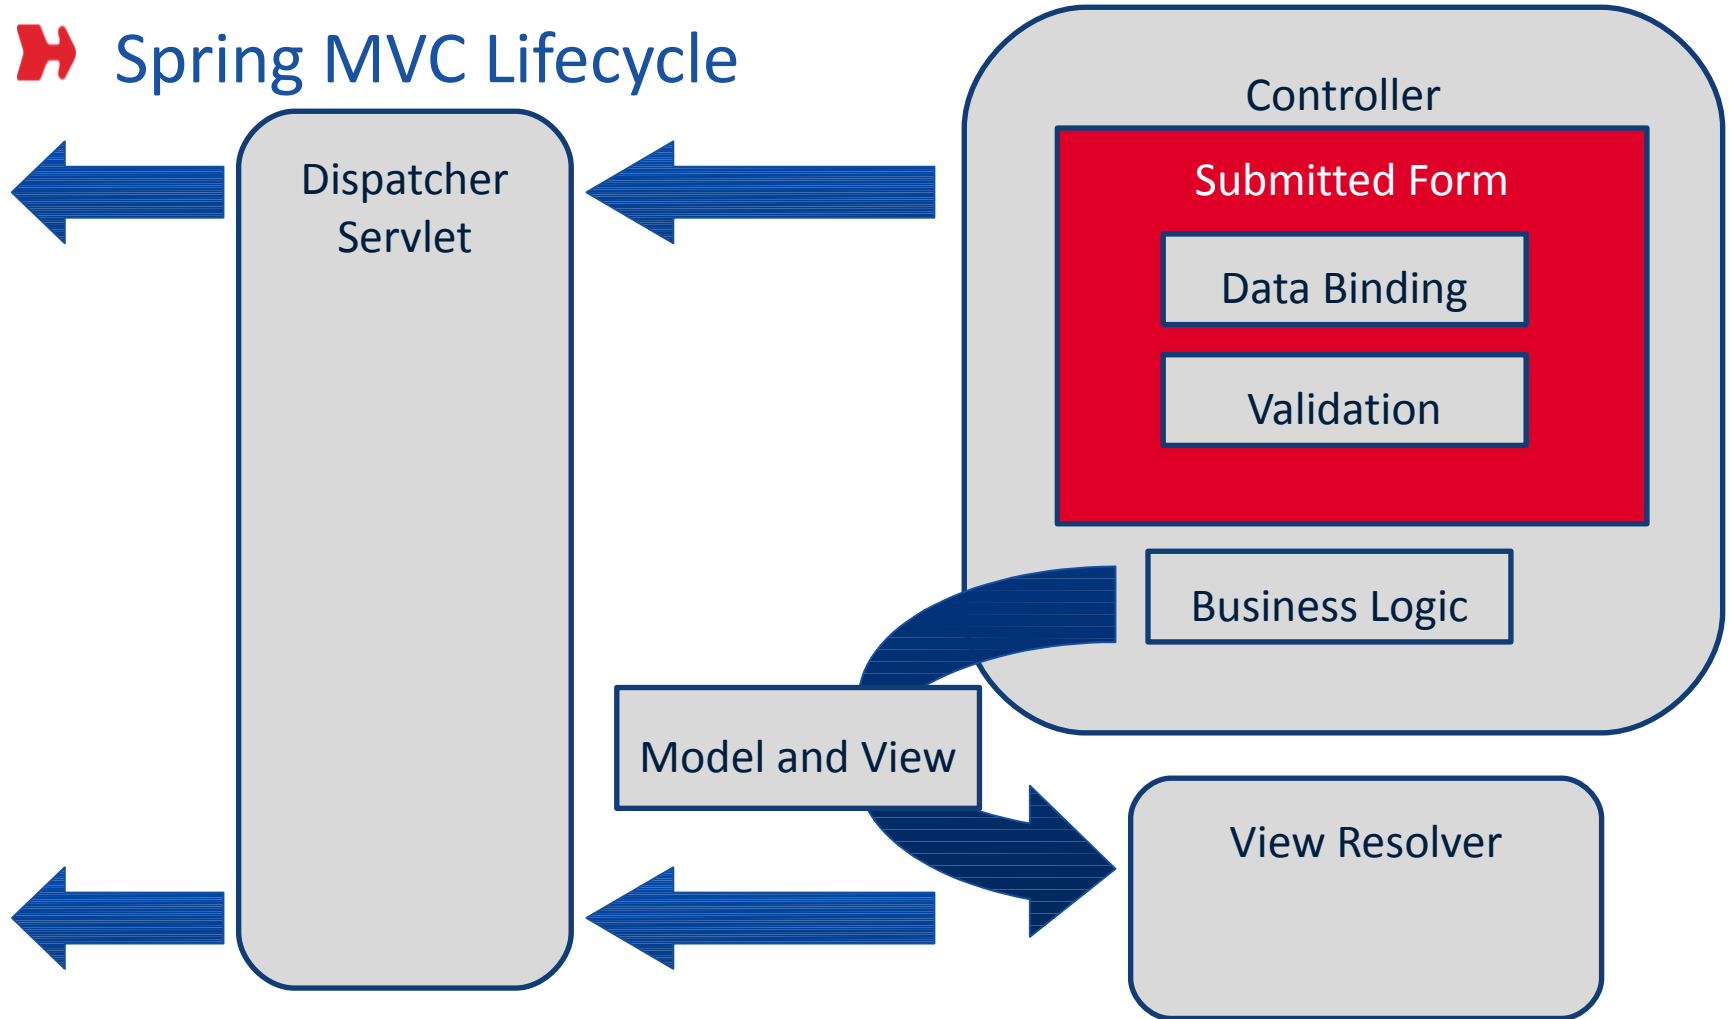 Spring MVC Lifecycle
Dispatcher
Servlet
Controller
Submitted Form
Data Binding
Validation
Business Logic
Model and View
View Resolver